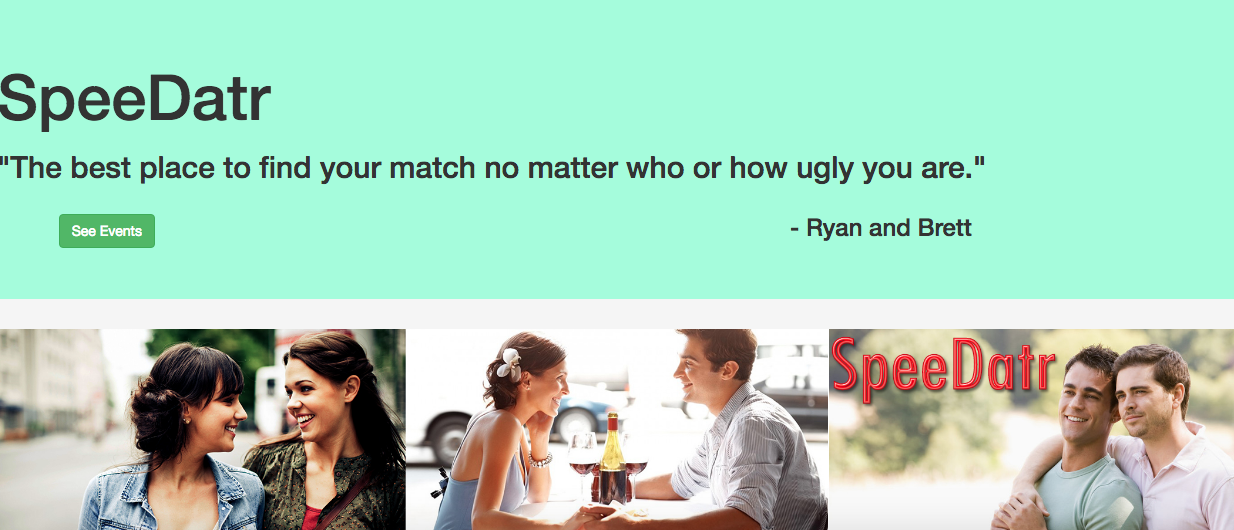 SpeeDatr
"The best place to find your match no matter who or how ugly you are."
See Events
- Ryan and Brett
SpeeDatr